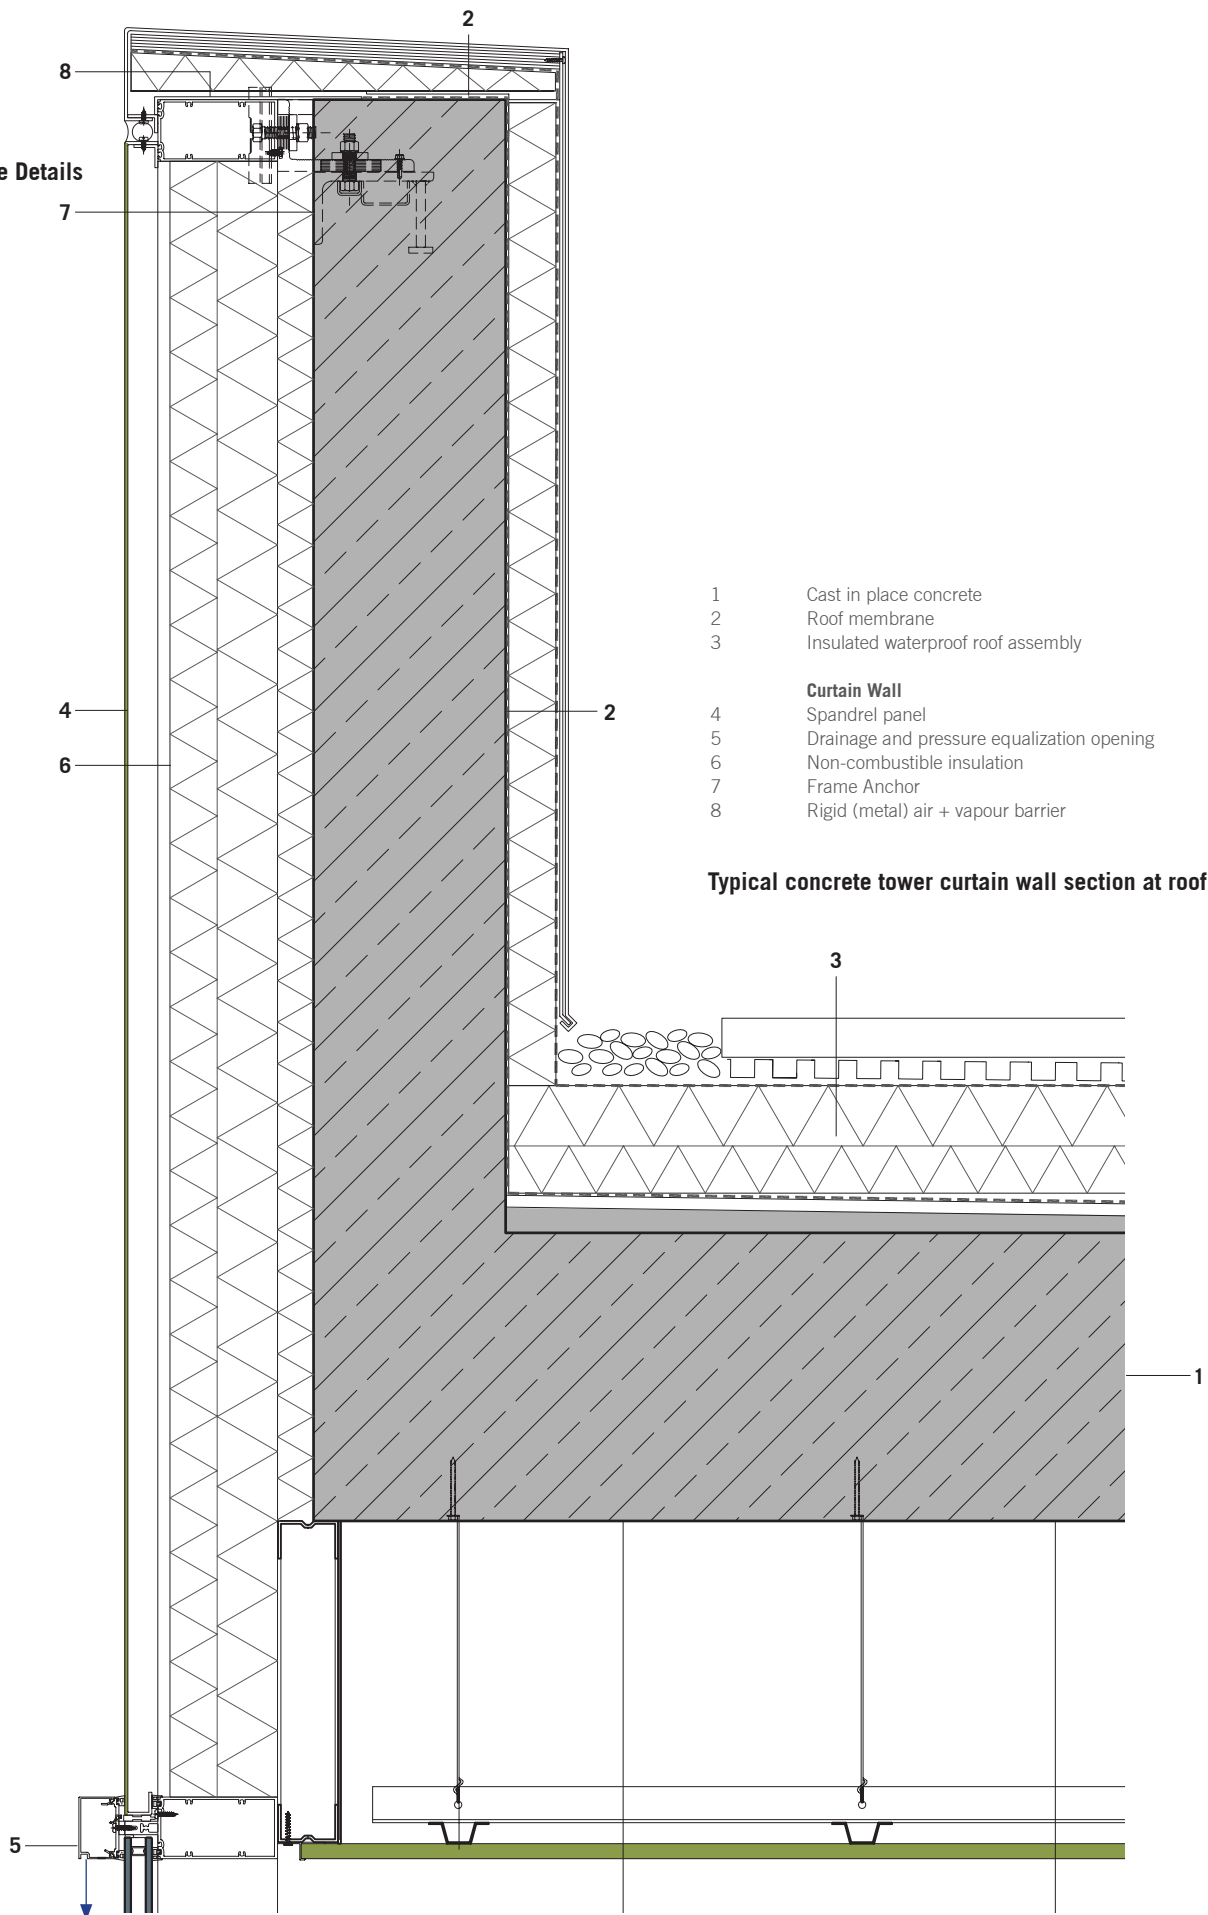 2
8
e Details
7
1 Cast in place concrete
2 Roof membrane
3 Insulated waterproof roof assembly
Curtain Wall
4 Spandrel panel
5 Drainage and pressure equalization opening
6 Non-combustible insulation
7 Frame Anchor
8 Rigid (metal) air + vapour barrier
4
2
6
Typical concrete tower curtain wall section at roof
3
1
5